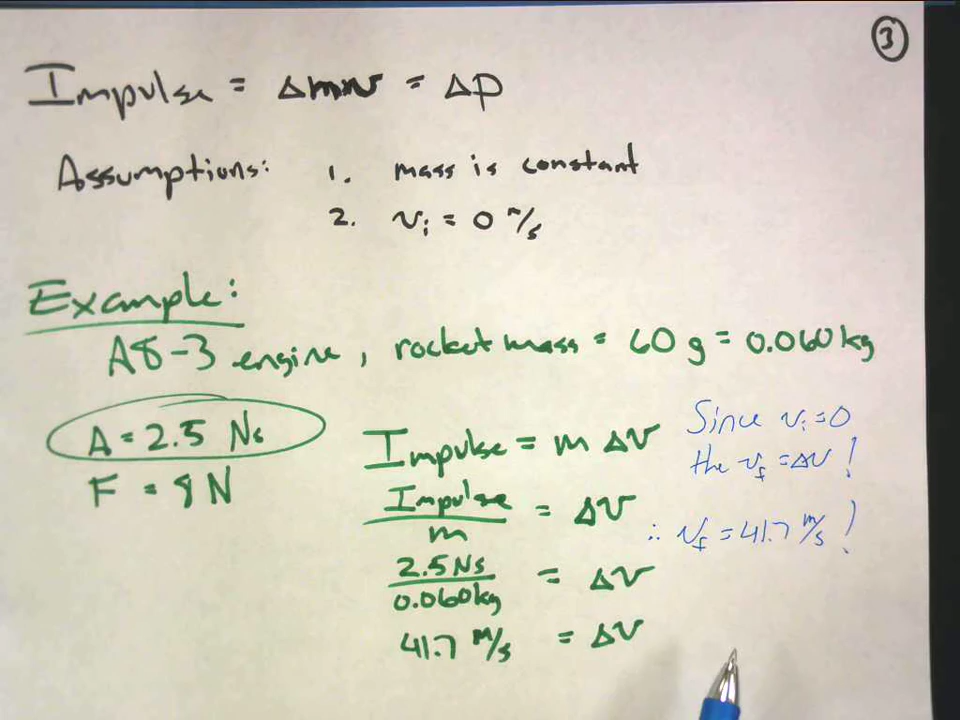 3
Impulse = Δmv = Δp
Assumptions: 1. mass is constant
2. vi = 0 m/s
Example:
A8-3 engine, rocket mass = 60 g = 0.060 kg
A = 2.5 Ns
F = 8 N
Impulse = m Δv
Impulse/m = Δv
2.5 Ns/0.060 kg = Δv
41.7 m/s = Δv
Since vi = 0
the vf = Δv!
∴ vf = 41.7 m/s!